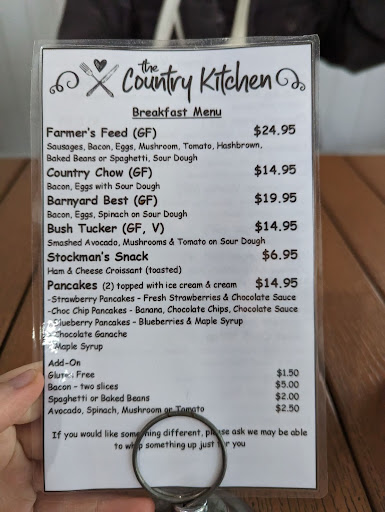 the
Country Kitchen
Breakfast Menu
Farmer's Feed (GF) $24.95
Sausages, Bacon, Eggs, Mushroom, Tomato, Hashbrown,
Baked Beans or Spaghetti, Sour Dough
Country Chow (GF) $14.95
Bacon, Eggs with Sour Dough
Barnyard Best (GF) $19.95
Bacon, Eggs, Spinach on Sour Dough
Bush Tucker (GF, V) $14.95
Smashed Avocado, Mushrooms & Tomato on Sour Dough
Stockman's Snack $6.95
Ham & Cheese Croissant (toasted)
Pancakes (2) topped with ice cream & cream $14.95
-Strawberry Pancakes - Fresh Strawberries & Chocolate Sauce
-Choc Chip Pancakes - Banana, Chocolate Chips, Chocolate Sauce
-Blueberry Pancakes - Blueberries & Maple Syrup
-Chocolate Ganache
-Maple Syrup
Add-On
Gluten Free $1.50
Bacon - two slices $5.00
Spaghetti or Baked Beans $2.00
Avocado, Spinach, Mushroom or Tomato $2.50
If you would like something different, please ask we may be able
to whip something up just for you